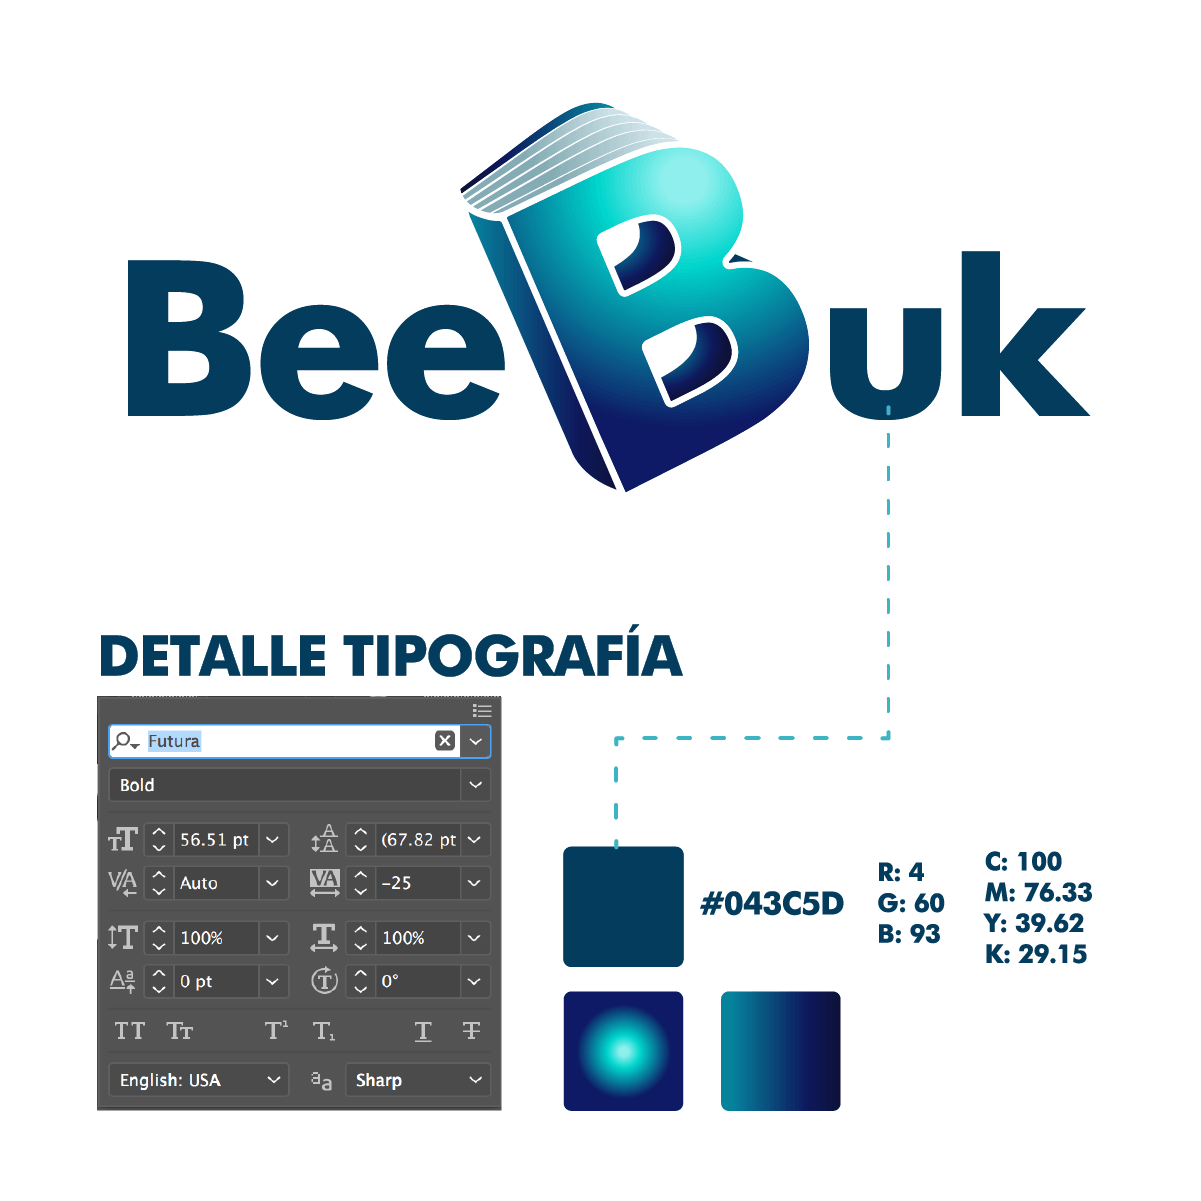 BeeBuk
DETALLE TIPOGRAFÍA
Futura
Bold
56.51 pt
(67.82 pt
Auto
-25
100%
100%
0 pt
0°
English: USA
Sharp
#043C5D
R: 4
G: 60
B: 93
C: 100
M: 76.33
Y: 39.62
K: 29.15